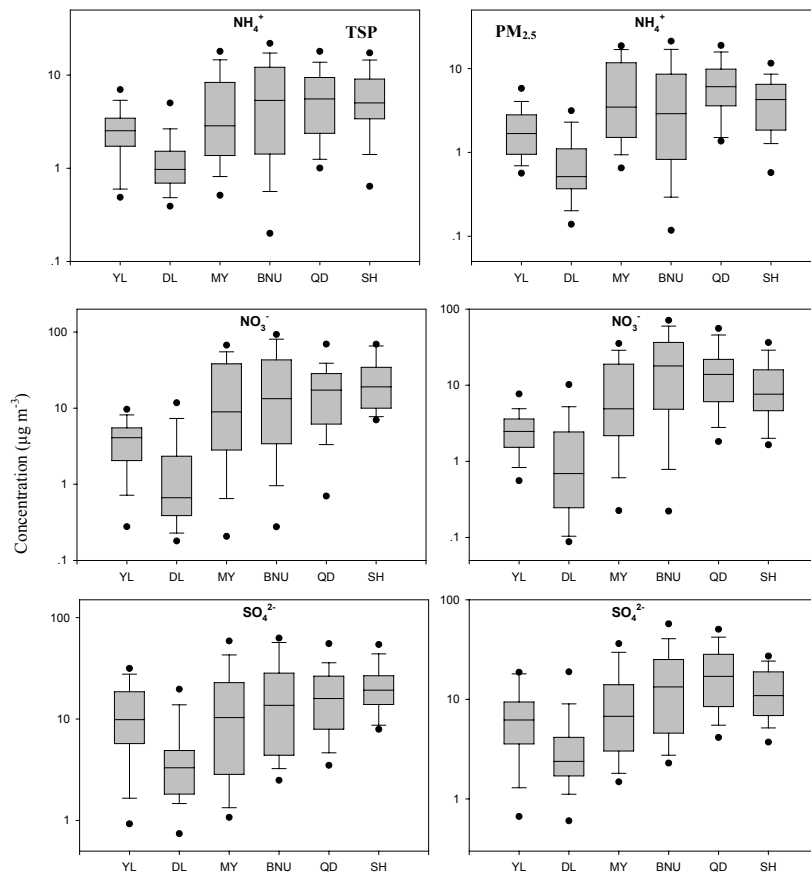 NH₄⁺ TSP
10
1
.1
YL DL MY BNU QD SH
PM₂.₅ NH₄⁺
10
1
.1
YL DL MY BNU QD SH
Concentration (µg m⁻³)
NO₃⁻
100
10
1
.1
YL DL MY BNU QD SH
NO₃⁻
100
10
1
.1
YL DL MY BNU QD SH
SO₄²⁻
100
10
1
YL DL MY BNU QD SH
SO₄²⁻
100
10
1
YL DL MY BNU QD SH